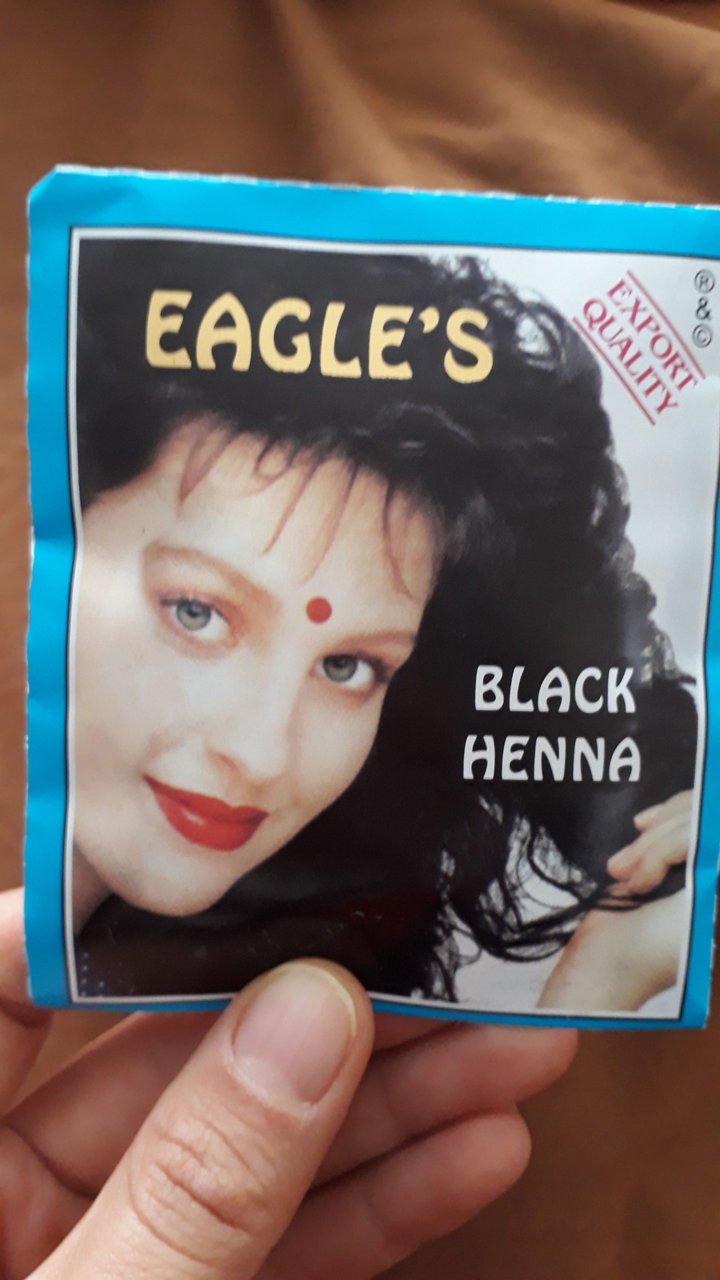 EAGLE'S
EXPORT
QUALITY
® & ©
BLACK
HENNA